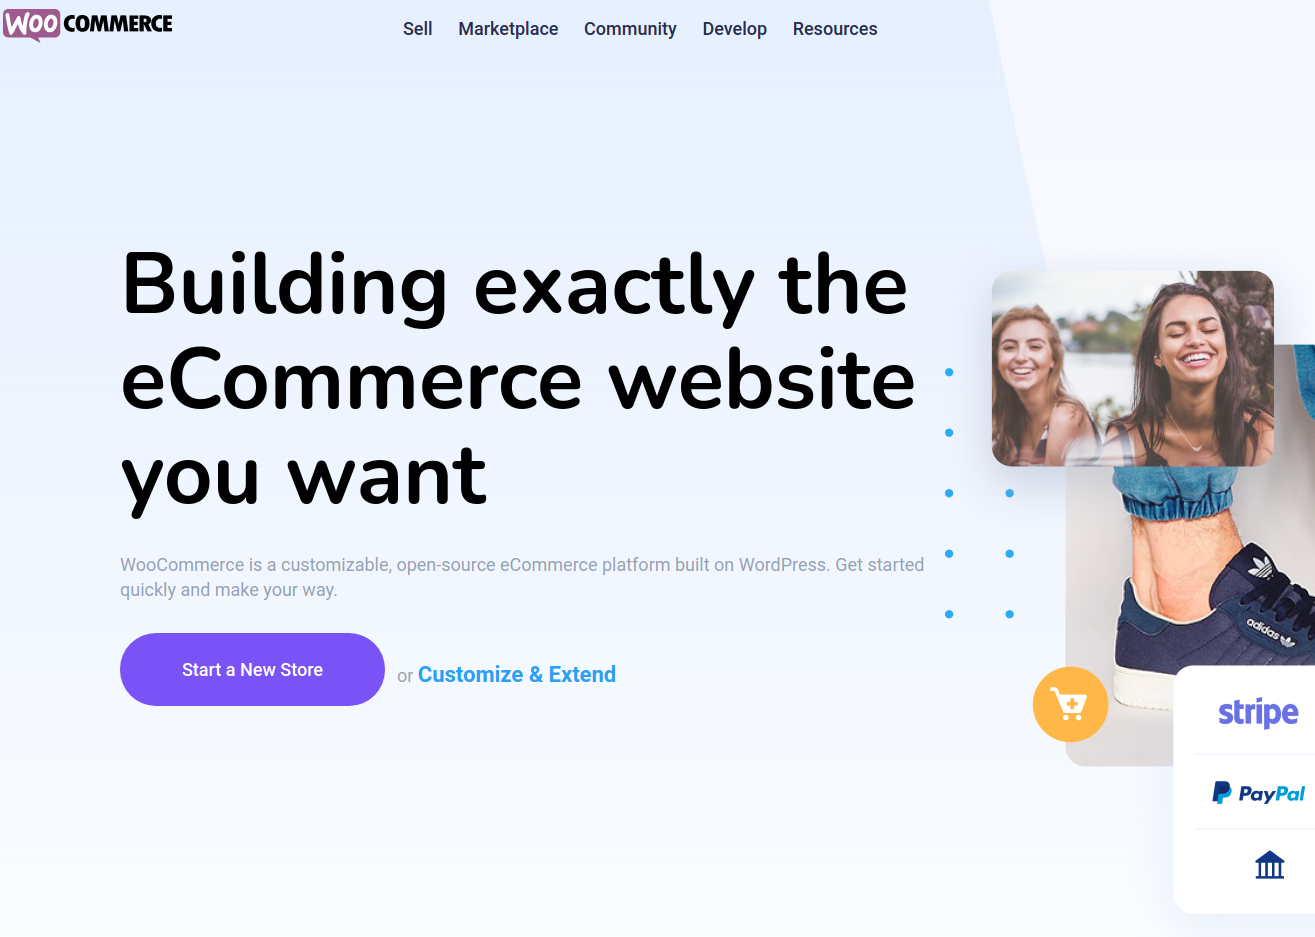 WOO COMMERCE
Sell Marketplace Community Develop Resources
Building exactly the
eCommerce website
you want
WooCommerce is a customizable, open-source eCommerce platform built on WordPress. Get started
quickly and make your way.
Start a New Store or Customize & Extend
adidas
stripe
PayPal